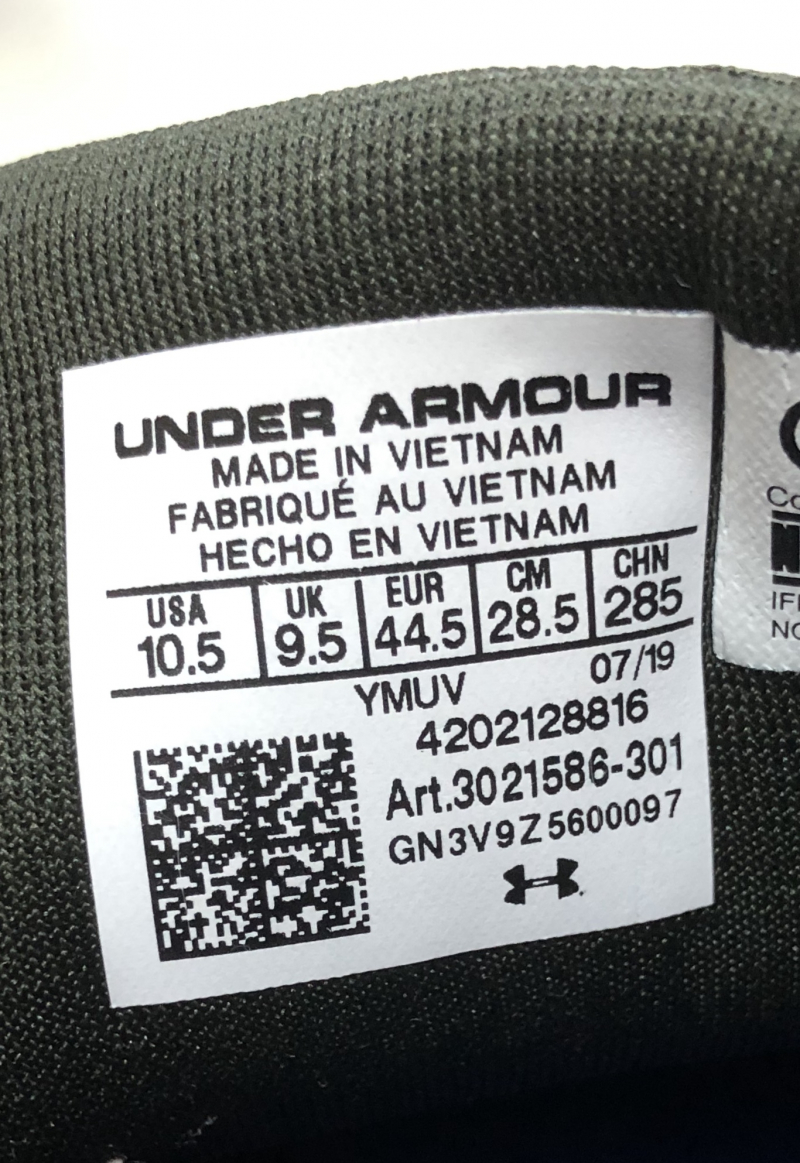 UNDER ARMOUR
MADE IN VIETNAM
FABRIQUÉ AU VIETNAM
HECHO EN VIETNAM
USA UK EUR CM CHN
10.5 9.5 44.5 28.5 285
YMUV 07/19
4202128816
Art.3021586-301
GN3V9Z5600097